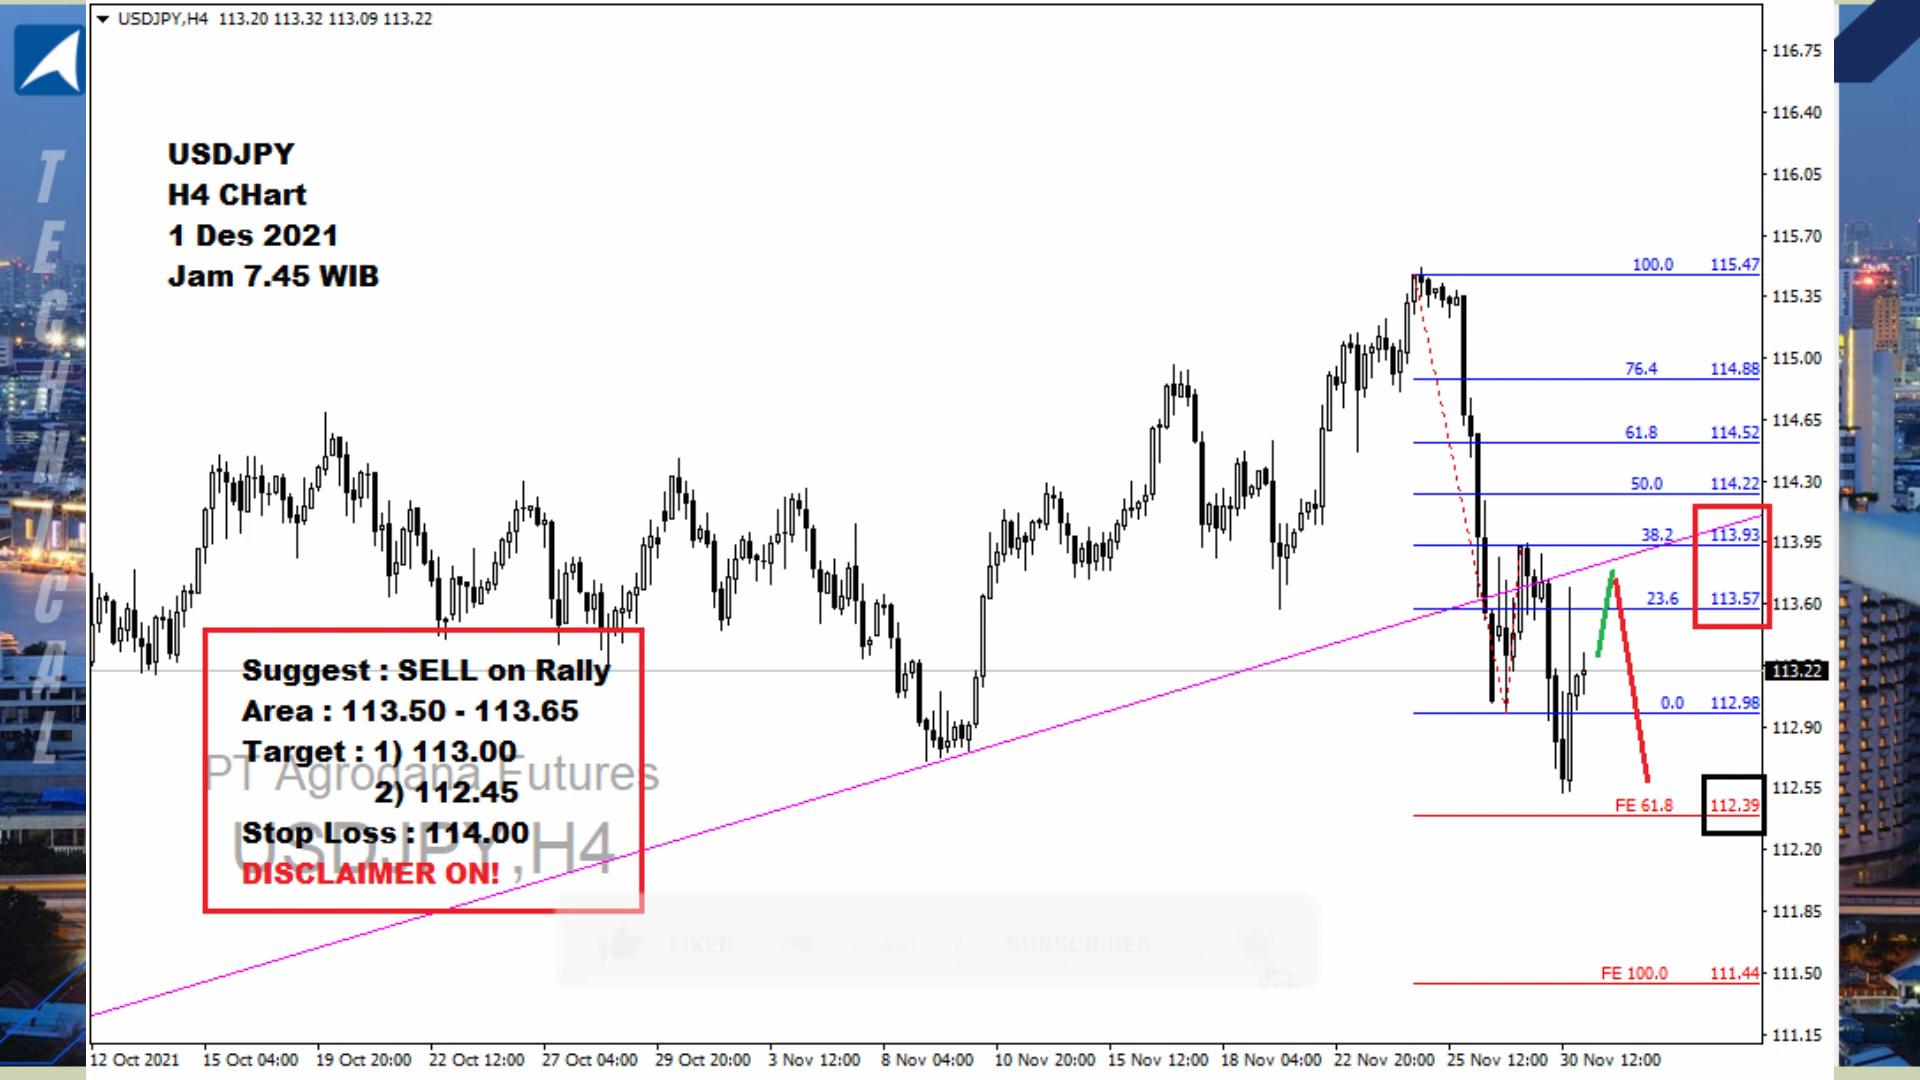 USDJPY,H4 113.20 113.32 113.09 113.22
TECHNICAL
USDJPY
H4 CHart
1 Des 2021
Jam 7.45 WIB
Suggest : SELL on Rally
Area : 113.50 - 113.65
Target : 1) 113.00
2) 112.45
Stop Loss : 114.00
DISCLAIMER ON!
PT Agrodana Futures
USDJPY,H4
LIKED
SUBSCRIBED
100.0 115.47
76.4 114.88
61.8 114.52
50.0 114.22
38.2 113.93
23.6 113.57
0.0 112.98
FE 61.8 112.39
FE 100.0 111.44
116.75
116.40
116.05
115.70
115.35
115.00
114.65
114.30
113.95
113.60
113.22
112.90
112.55
112.20
111.85
111.50
111.15
12 Oct 2021 15 Oct 04:00 19 Oct 20:00 22 Oct 12:00 27 Oct 04:00 29 Oct 20:00 3 Nov 12:00 8 Nov 04:00 10 Nov 20:00 15 Nov 12:00 18 Nov 04:00 22 Nov 20:00 25 Nov 12:00 30 Nov 12:00